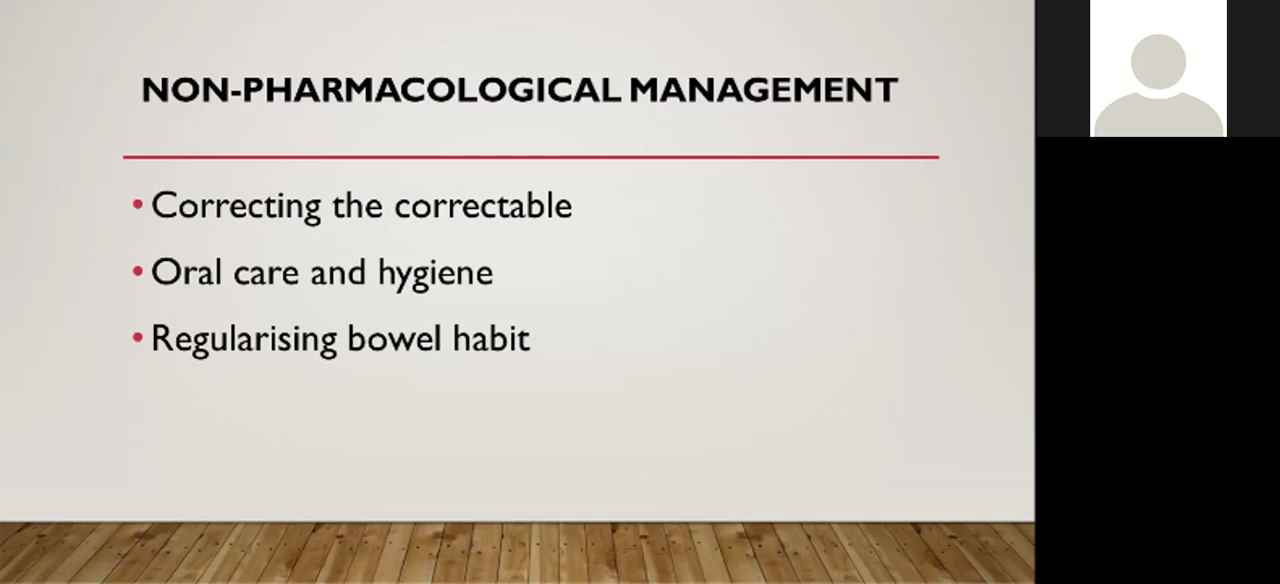 NON-PHARMACOLOGICAL MANAGEMENT
• Correcting the correctable
• Oral care and hygiene
• Regularising bowel habit